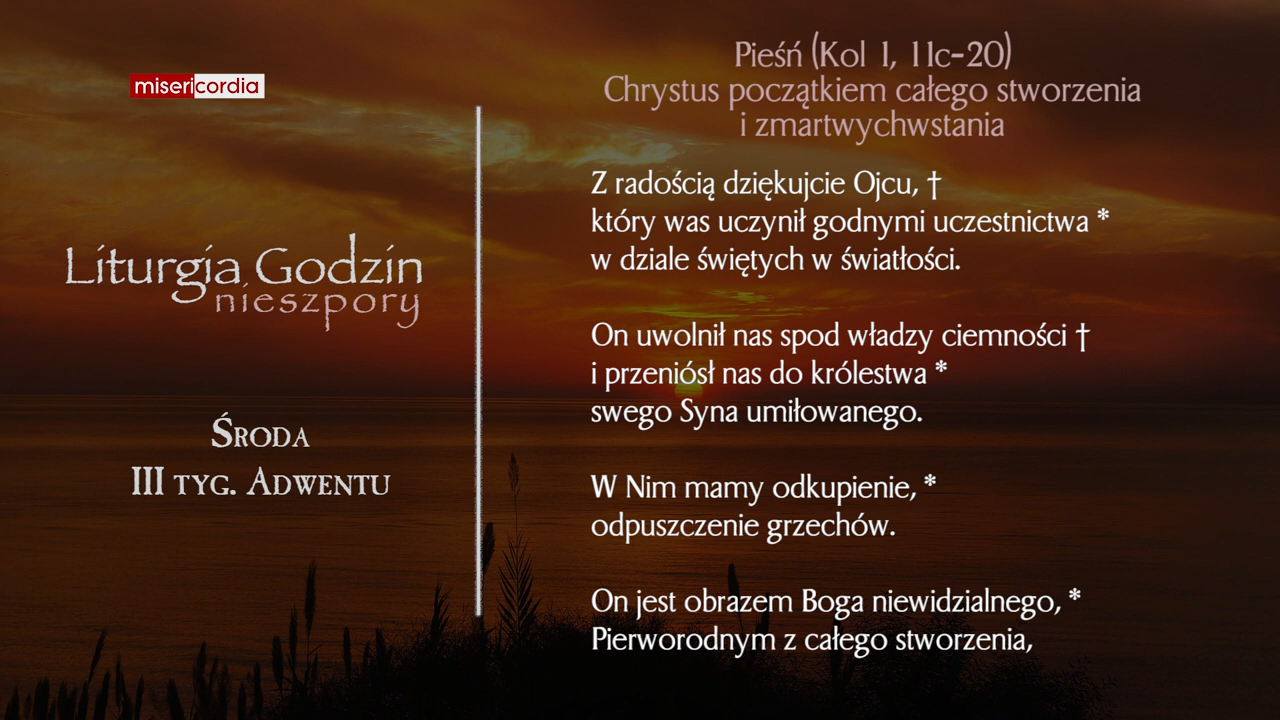 misericordia
Liturgia Godzin
nieszpory
Środa
III tyg. Adwentu
Pieśń (Kol 1, 11c-20)
Chrystus początkiem całego stworzenia
i zmartwychwstania
Z radością dziękujcie Ojcu, †
który was uczynił godnymi uczestnictwa *
w dziale świętych w światłości.
On uwolnił nas spod władzy ciemności †
i przeniósł nas do królestwa *
swego Syna umiłowanego.
W Nim mamy odkupienie, *
odpuszczenie grzechów.
On jest obrazem Boga niewidzialnego, *
Pierworodnym z całego stworzenia,